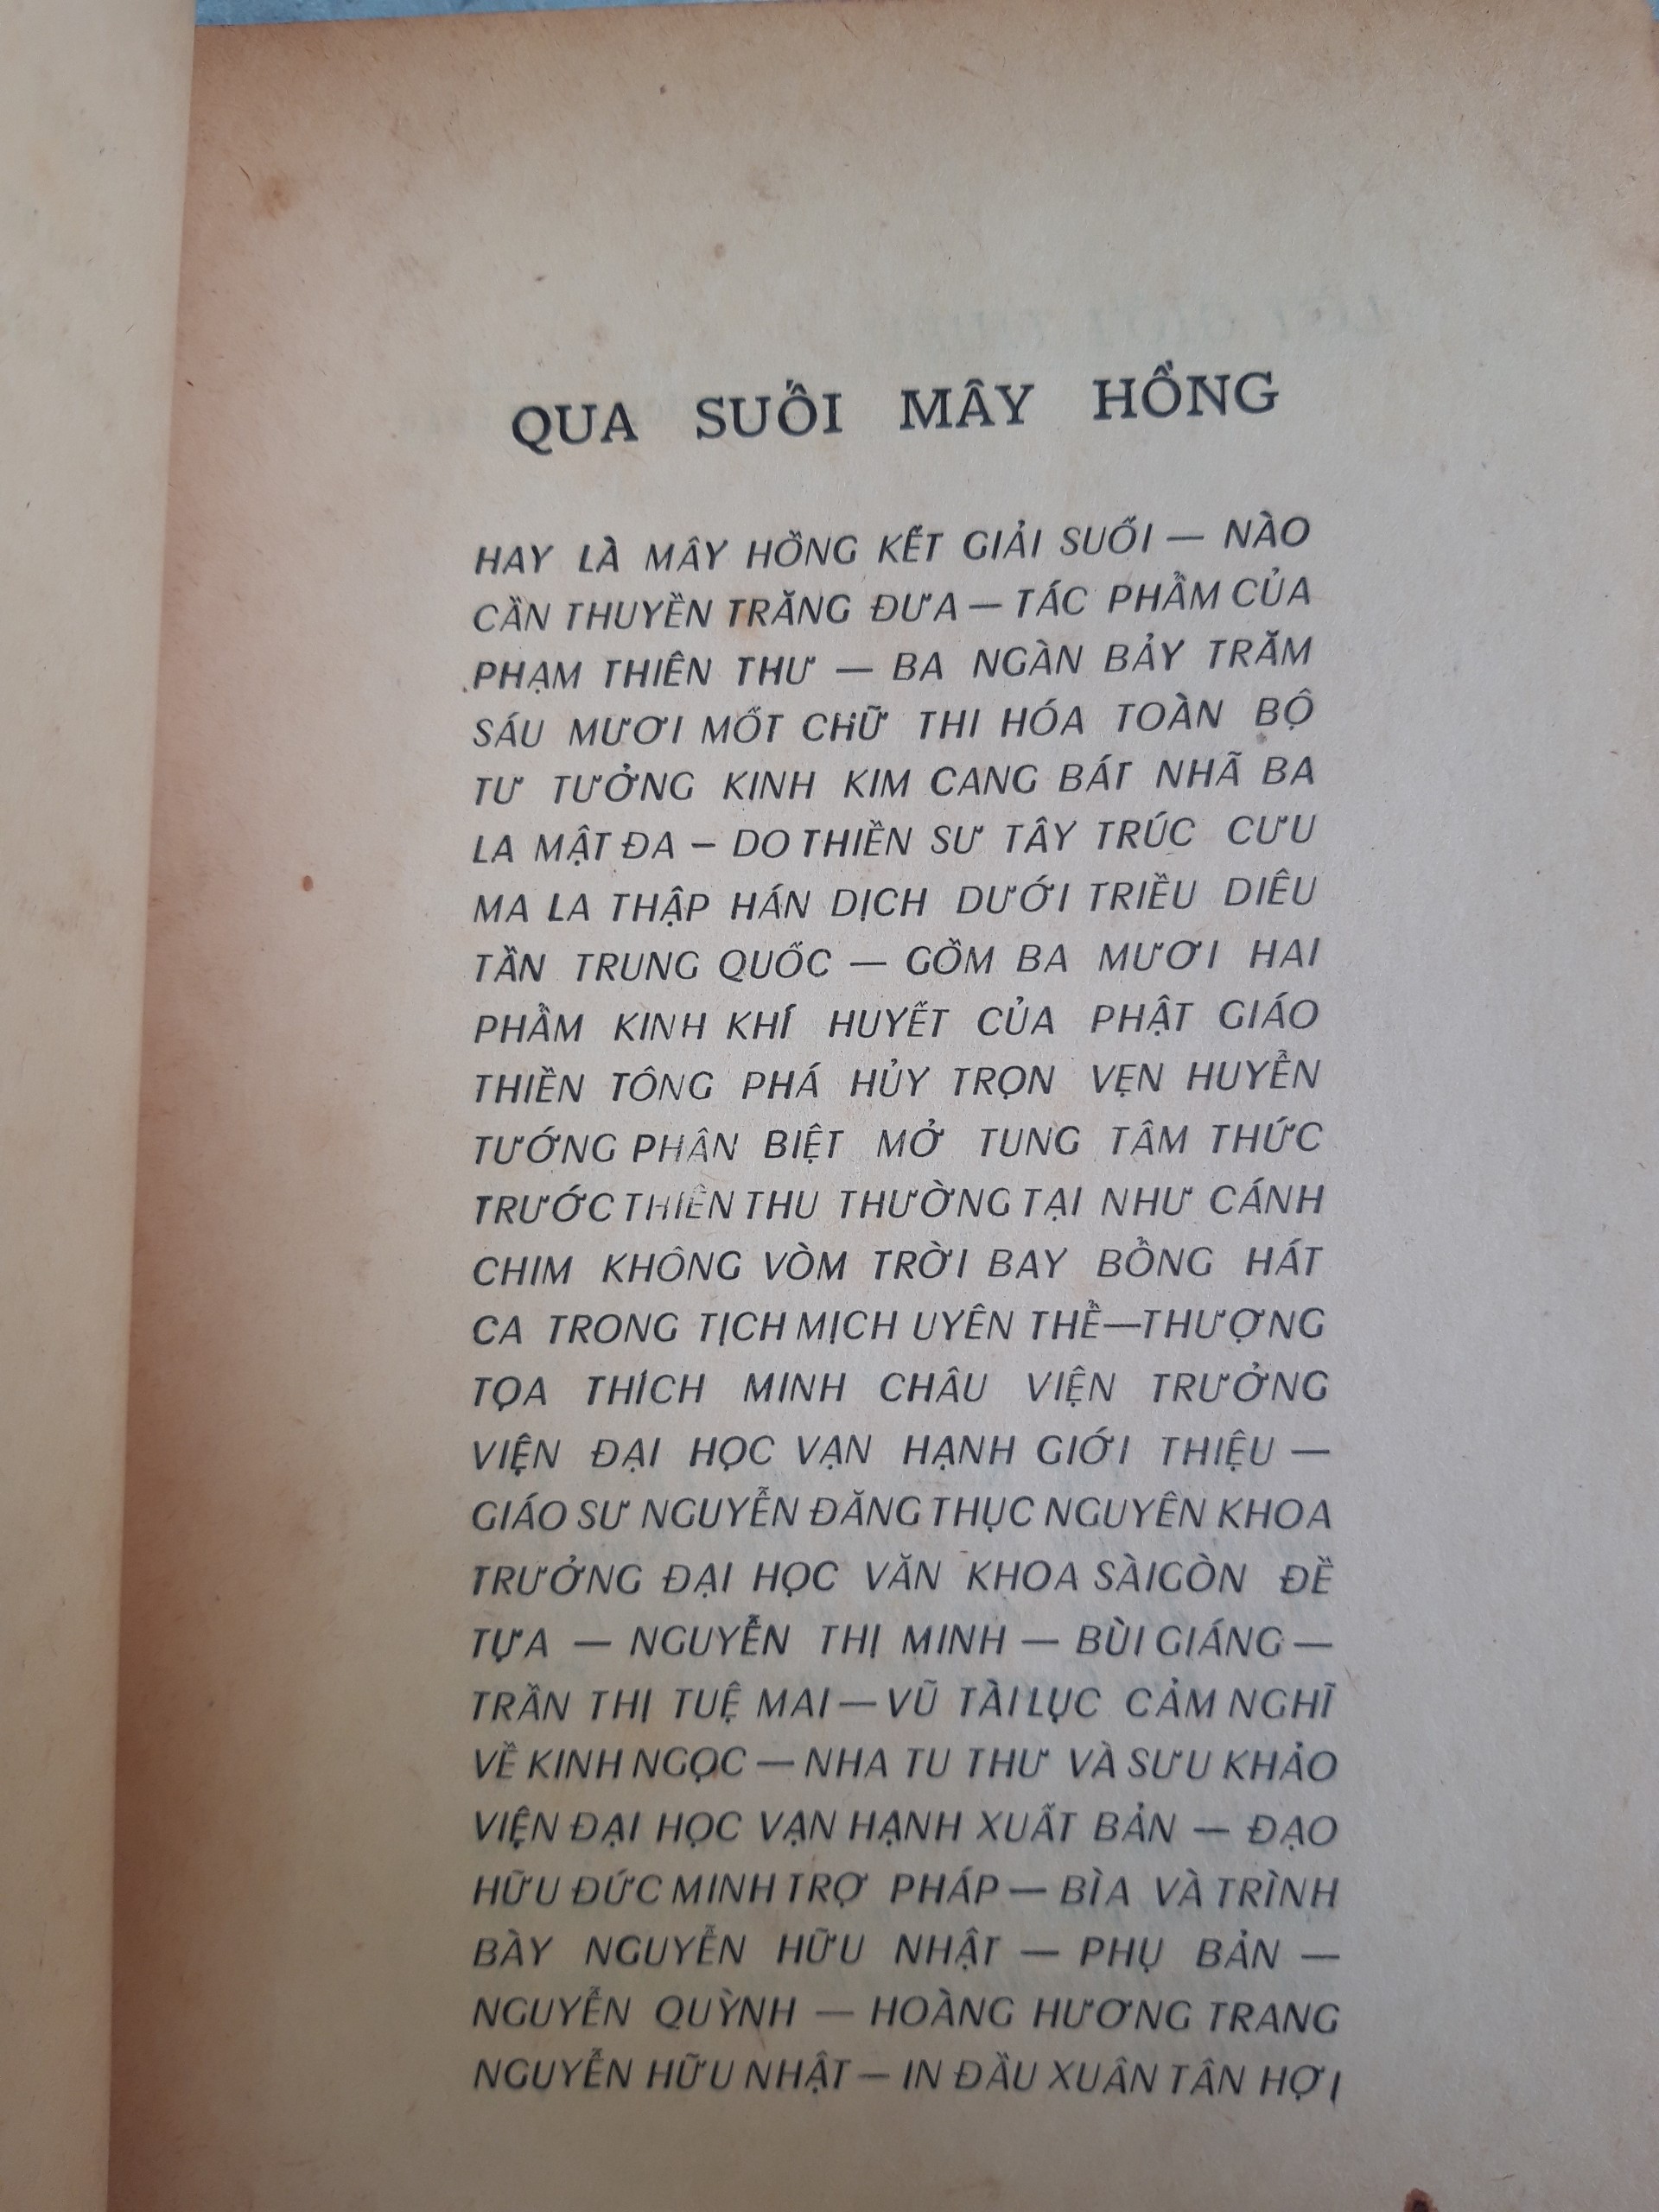 QUA SUỐI MÂY HỒNG
HAY LÀ MÂY HỒNG KẾT GIẢI SUỐI — NÀO
CẦN THUYỀN TRĂNG ĐƯA — TÁC PHẨM CỦA
PHẠM THIÊN THƯ — BA NGÀN BẢY TRĂM
SÁU MƯƠI MỐT CHỮ THI HÓA TOÀN BỘ
TƯ TƯỞNG KINH KIM CANG BÁT NHÃ BA
LA MẬT ĐA — DO THIỀN SƯ TÂY TRÚC CƯU
MA LA THẬP HÁN DỊCH DƯỚI TRIỀU DIÊU
TẦN TRUNG QUỐC — GỒM BA MƯƠI HAI
PHẨM KINH KHÍ HUYẾT CỦA PHẬT GIÁO
THIỀN TÔNG PHÁ HỦY TRỌN VẸN HUYỄN
TƯỚNG PHÂN BIỆT MỞ TUNG TÂM THỨC
TRƯỚC THIÊN THU THƯỜNG TẠI NHƯ CÁNH
CHIM KHÔNG VÒM TRỜI BAY BỔNG HÁT
CA TRONG TỊCH MỊCH UYÊN THỂ—THƯỢNG
TỌA THÍCH MINH CHÂU VIỆN TRƯỞNG
VIỆN ĐẠI HỌC VẠN HẠNH GIỚI THIỆU —
GIÁO SƯ NGUYỄN ĐĂNG THỤC NGUYÊN KHOA
TRƯỞNG ĐẠI HỌC VĂN KHOA SÀIGÒN ĐỀ
TỰA — NGUYỄN THỊ MINH — BÙI GIÁNG —
TRẦN THỊ TUỆ MAI — VŨ TÀI LỤC CẢM NGHĨ
VỀ KINH NGỌC — NHA TU THƯ VÀ SƯU KHẢO
VIỆN ĐẠI HỌC VẠN HẠNH XUẤT BẢN — ĐẠO
HỮU ĐỨC MINH TRỢ PHÁP — BÌA VÀ TRÌNH
BÀY NGUYỄN HỮU NHẬT — PHỤ BẢN —
NGUYỄN QUỲNH — HOÀNG HƯƠNG TRANG
NGUYỄN HỮU NHẬT — IN ĐẦU XUÂN TÂN HỢI